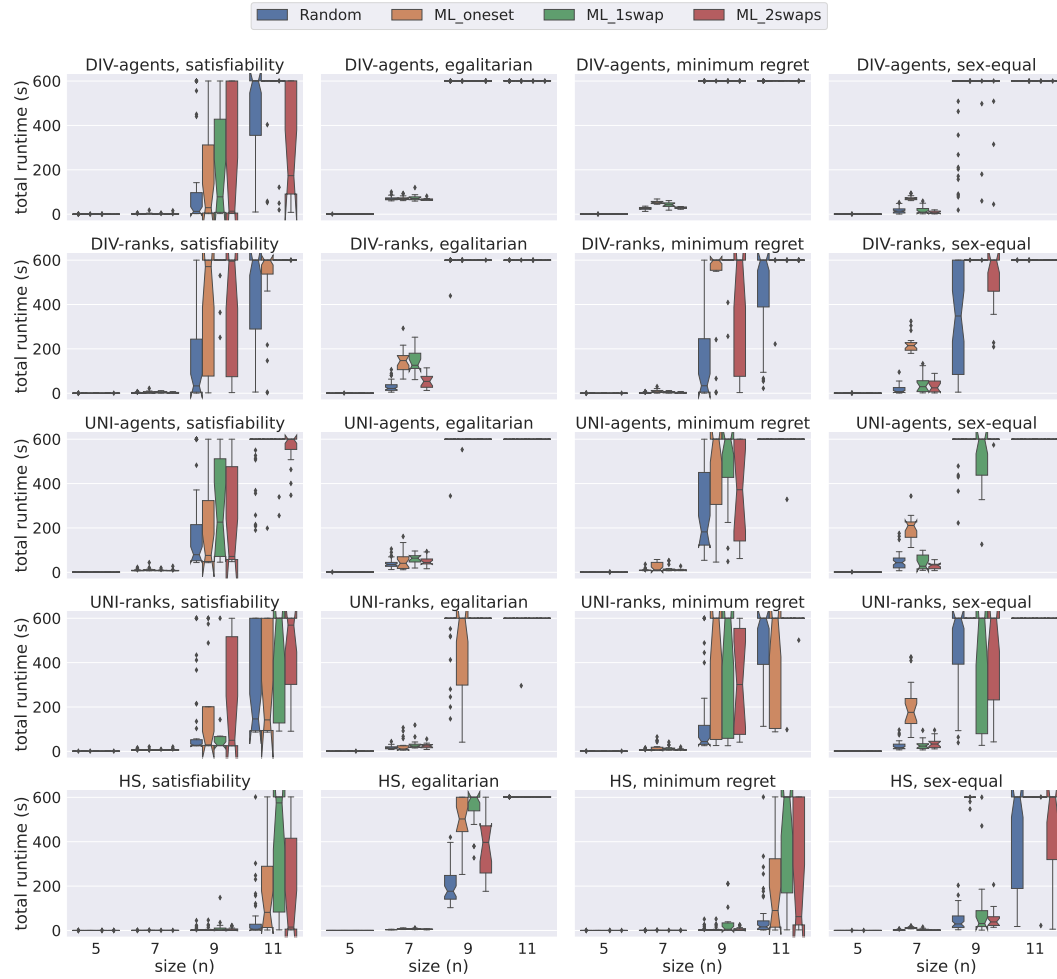 Random ML_oneset ML_1swap ML_2swaps
DIV-agents, satisfiability DIV-agents, egalitarian DIV-agents, minimum regret DIV-agents, sex-equal
total runtime (s)
600
400
200
0
DIV-ranks, satisfiability DIV-ranks, egalitarian DIV-ranks, minimum regret DIV-ranks, sex-equal
total runtime (s)
600
400
200
0
UNI-agents, satisfiability UNI-agents, egalitarian UNI-agents, minimum regret UNI-agents, sex-equal
total runtime (s)
600
400
200
0
UNI-ranks, satisfiability UNI-ranks, egalitarian UNI-ranks, minimum regret UNI-ranks, sex-equal
total runtime (s)
600
400
200
0
HS, satisfiability HS, egalitarian HS, minimum regret HS, sex-equal
total runtime (s)
600
400
200
0
5 7 9 11 5 7 9 11 5 7 9 11 5 7 9 11
size (n) size (n) size (n) size (n)